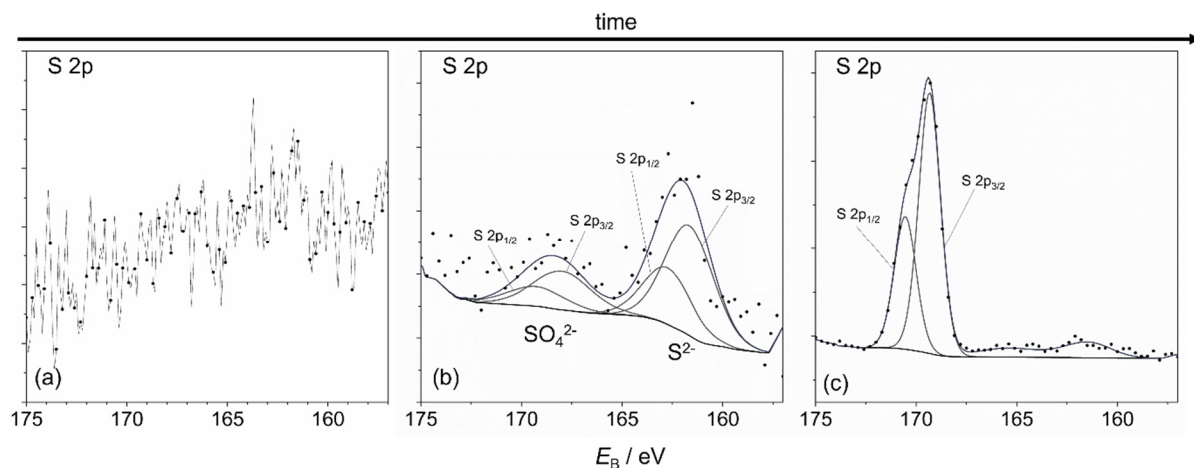 time
S 2p
(a)
175 170 165 160
S 2p
S 2p1/2
S 2p3/2
S 2p1/2
S 2p3/2
SO₄²⁻
S²⁻
(b)
175 170 165 160
S 2p
S 2p1/2
S 2p3/2
(c)
175 170 165 160
E_B / eV